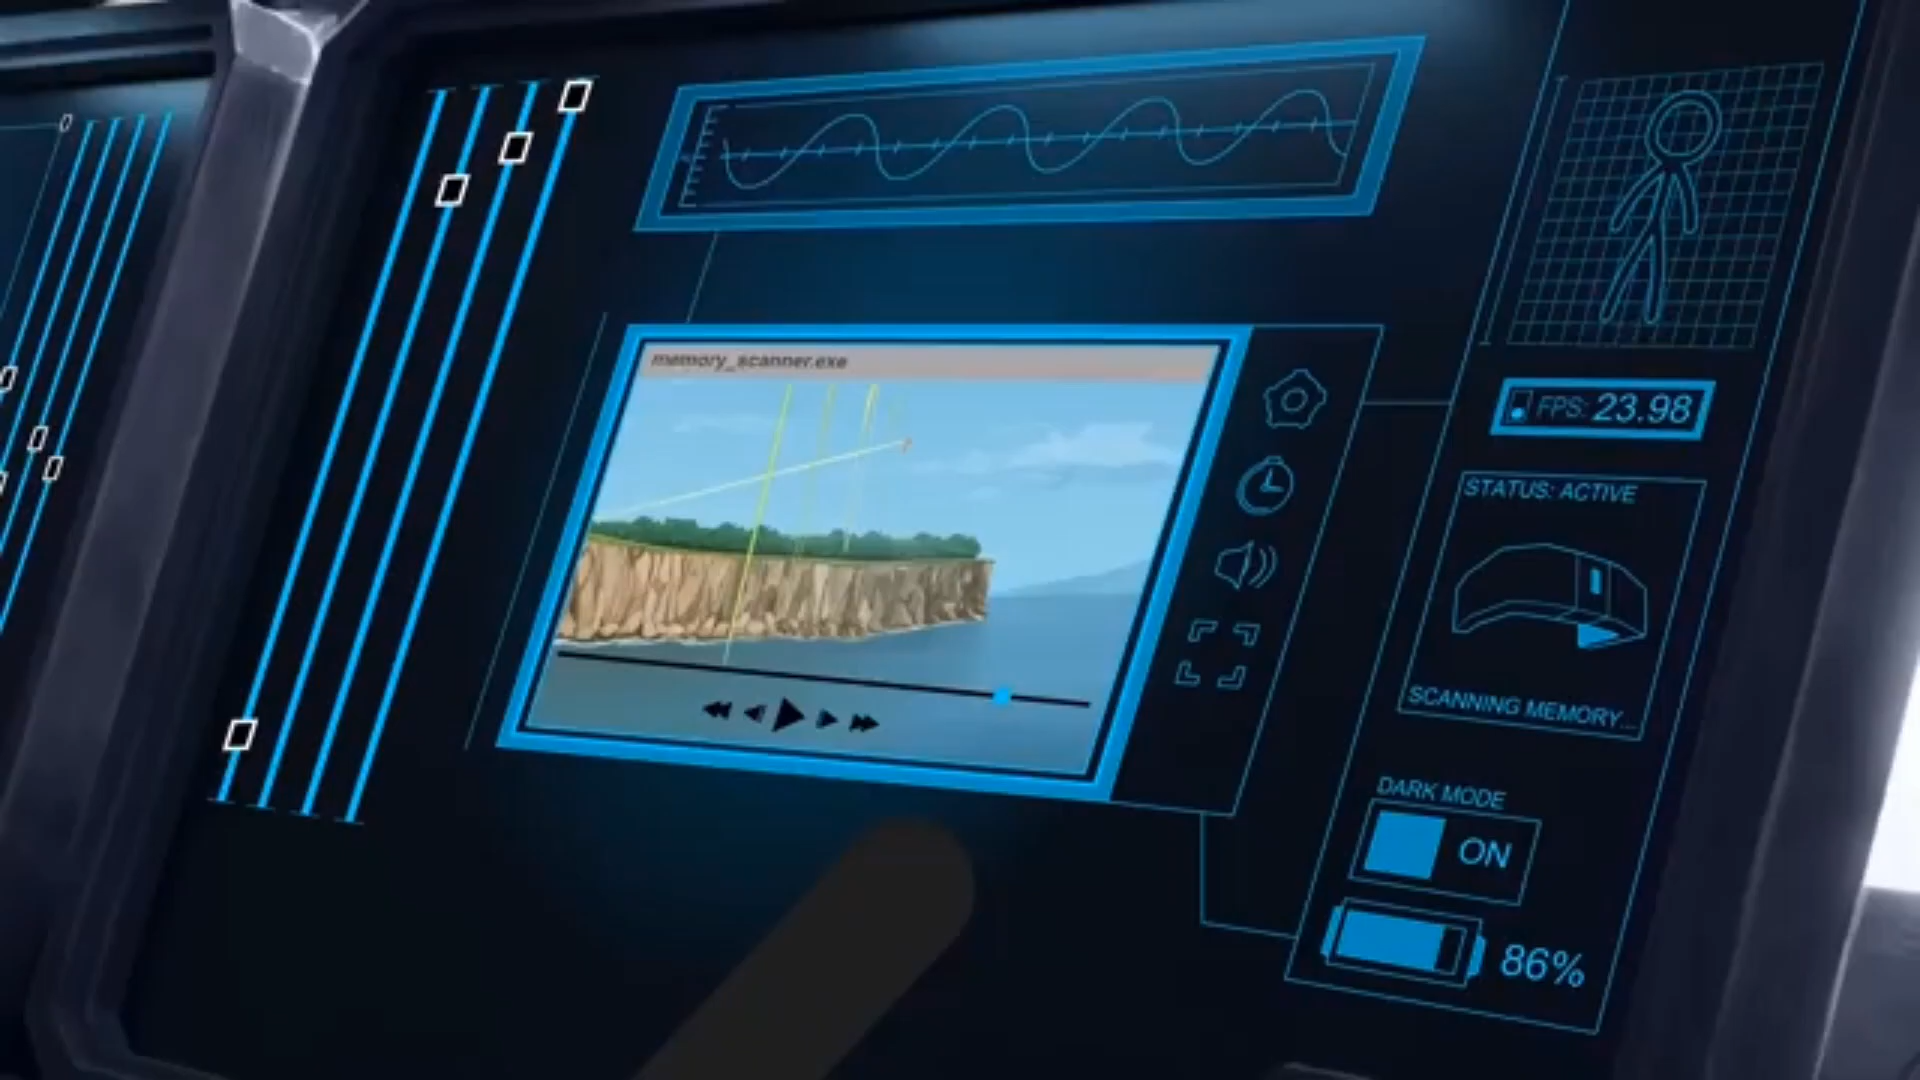 memory_scanner.exe
FPS: 23.98
STATUS: ACTIVE
SCANNING MEMORY...
DARK MODE
ON
86%